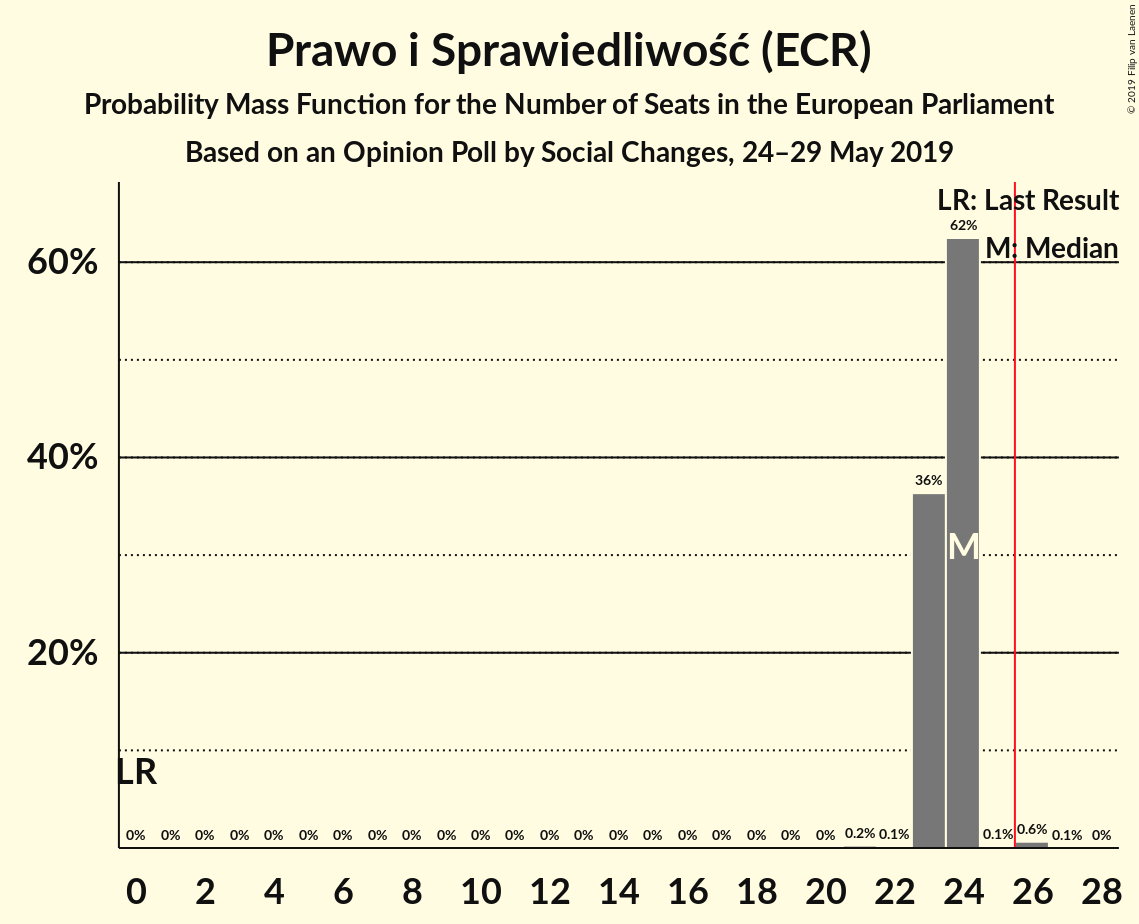 Prawo i Sprawiedliwość (ECR)
Probability Mass Function for the Number of Seats in the European Parliament
Based on an Opinion Poll by Social Changes, 24–29 May 2019
© 2019 Filip van Laenen
LR: Last Result
M: Median
62%
60%
40%
36%
M
20%
LR
0% 0% 0% 0% 0% 0% 0% 0% 0% 0% 0% 0% 0% 0% 0% 0% 0% 0% 0% 0% 0% 0.2% 0.1% 0.1% 0.6% 0.1% 0%
0 2 4 6 8 10 12 14 16 18 20 22 24 26 28